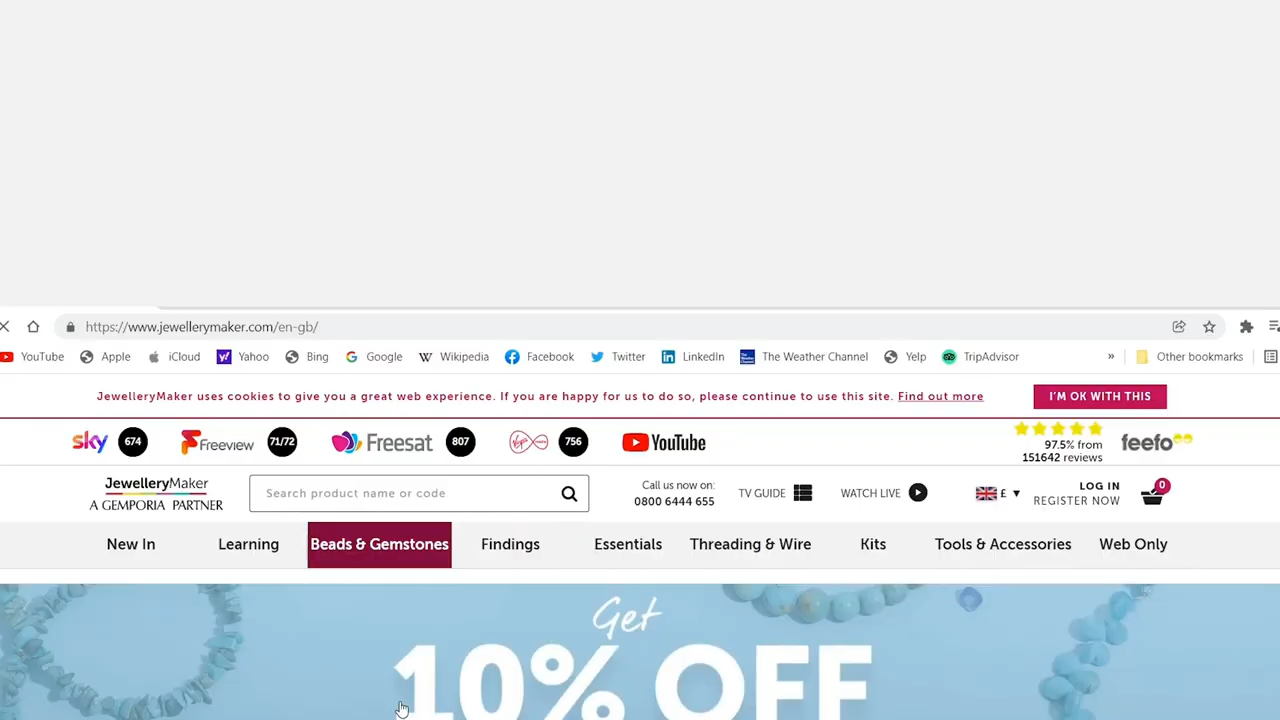 https://www.jewellerymaker.com/en-gb/
YouTube Apple iCloud Yahoo Bing Google Wikipedia Facebook Twitter LinkedIn The Weather Channel Yelp TripAdvisor » Other bookmarks
JewelleryMaker uses cookies to give you a great web experience. If you are happy for us to do so, please continue to use this site. Find out more I'M OK WITH THIS
sky 674 Freeview 71/72 freesat 807 Virgin 756 YouTube
97.5% from
151642 reviews
feefo
JewelleryMaker
A GEMPORIA PARTNER
Search product name or code
Call us now on:
0800 6444 655
TV GUIDE WATCH LIVE £ ▼
LOG IN
REGISTER NOW
0
New In Learning Beads & Gemstones Findings Essentials Threading & Wire Kits Tools & Accessories Web Only
Get
10% OFF